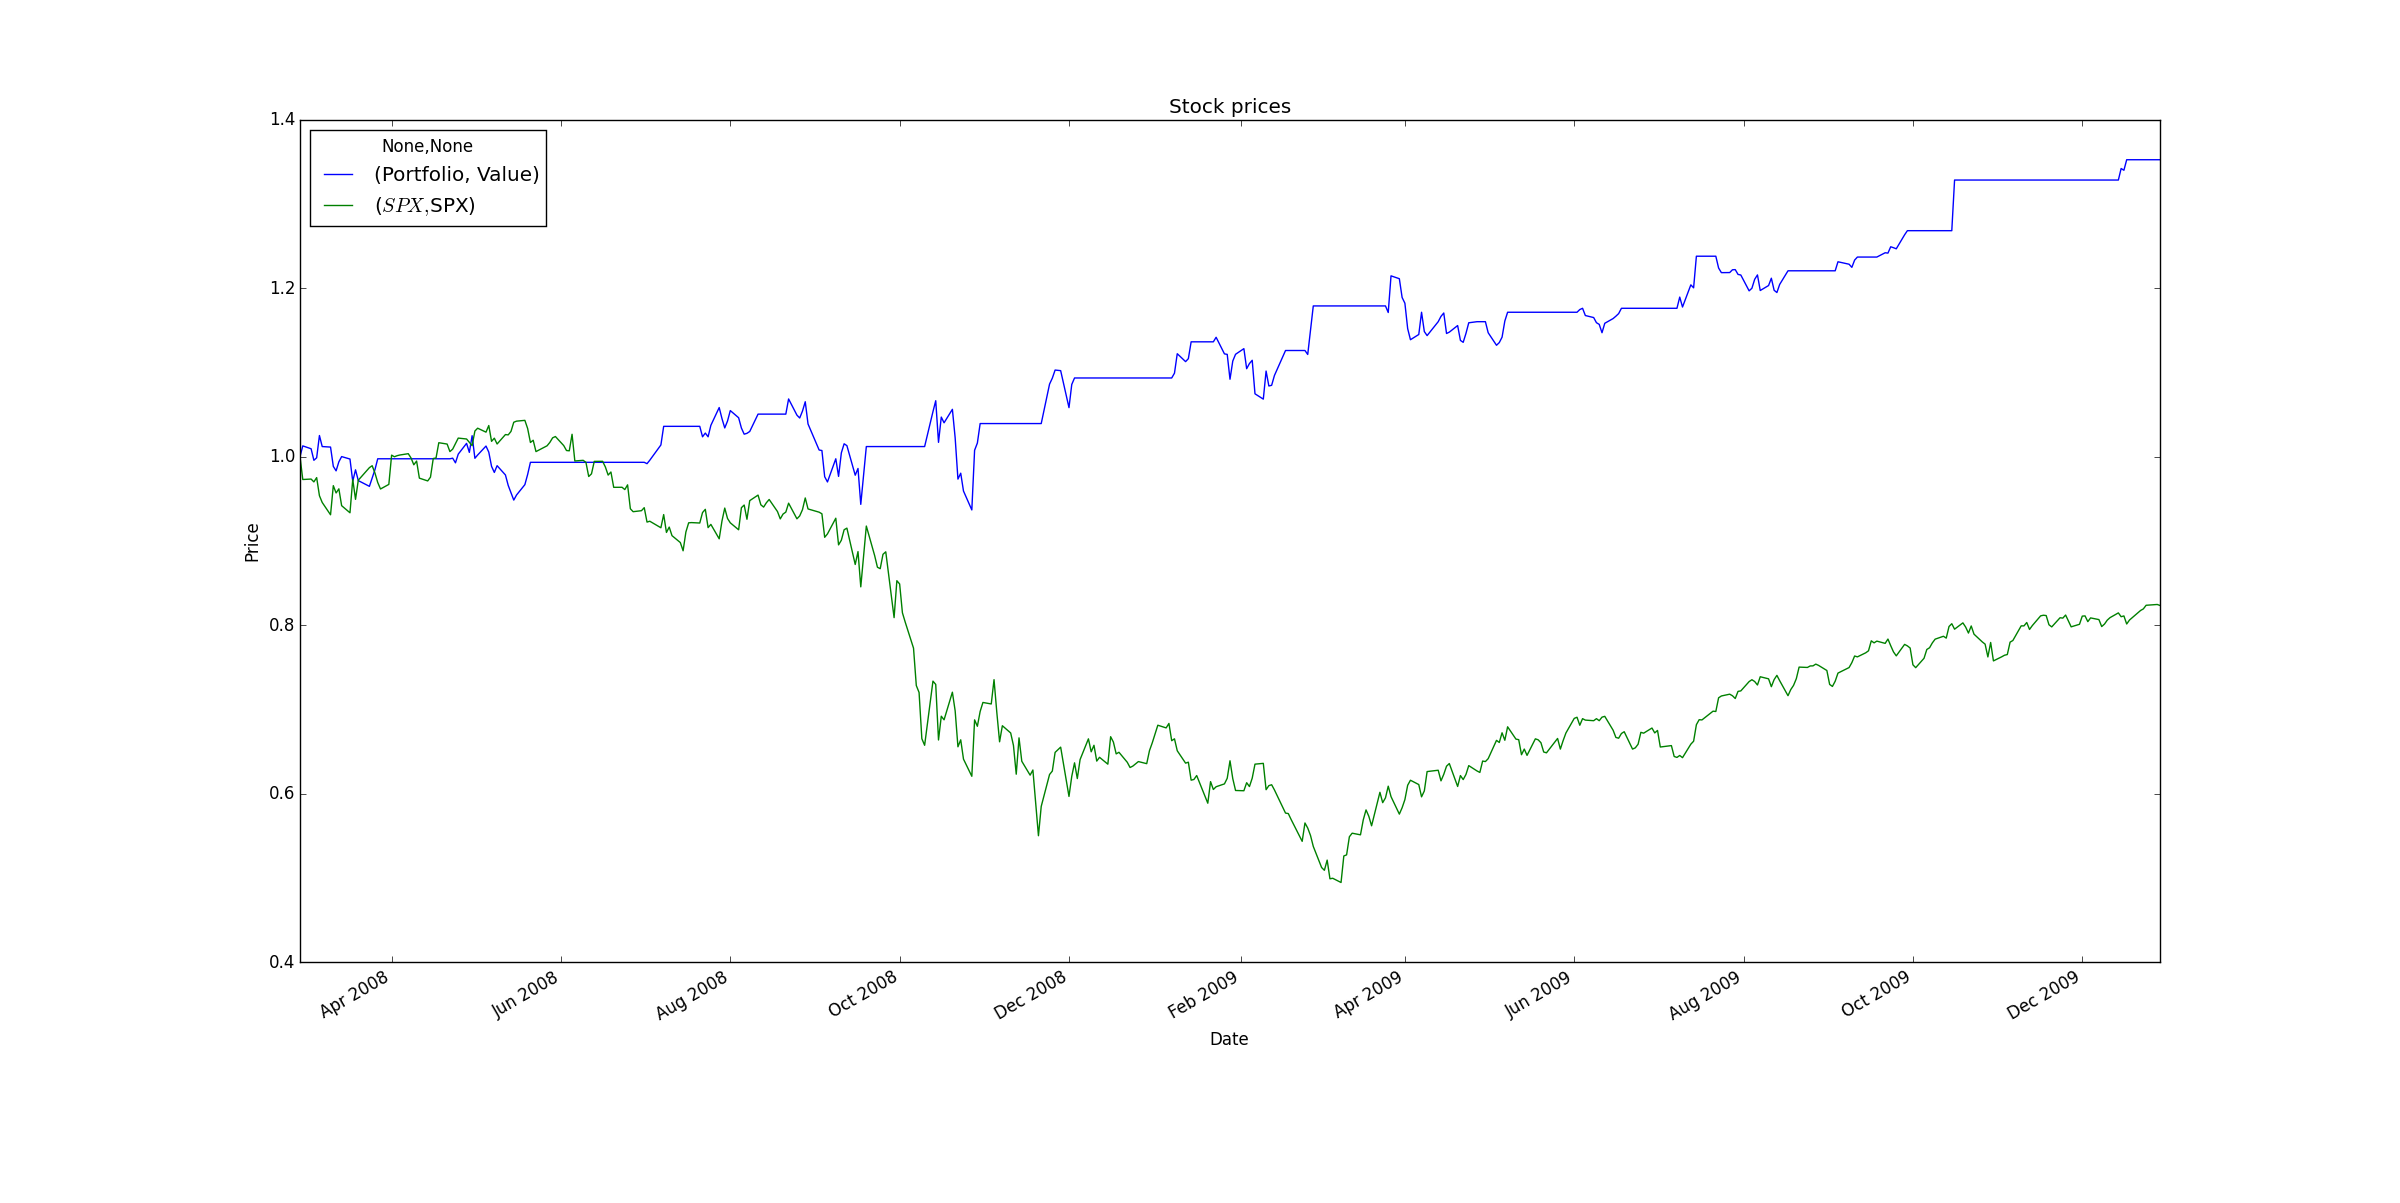 Stock prices
None,None
(Portfolio, Value)
(SPX,SPX)
1.4
1.2
1.0
0.8
0.6
0.4
Price
Apr 2008
Jun 2008
Aug 2008
Oct 2008
Dec 2008
Feb 2009
Apr 2009
Jun 2009
Aug 2009
Oct 2009
Dec 2009
Date